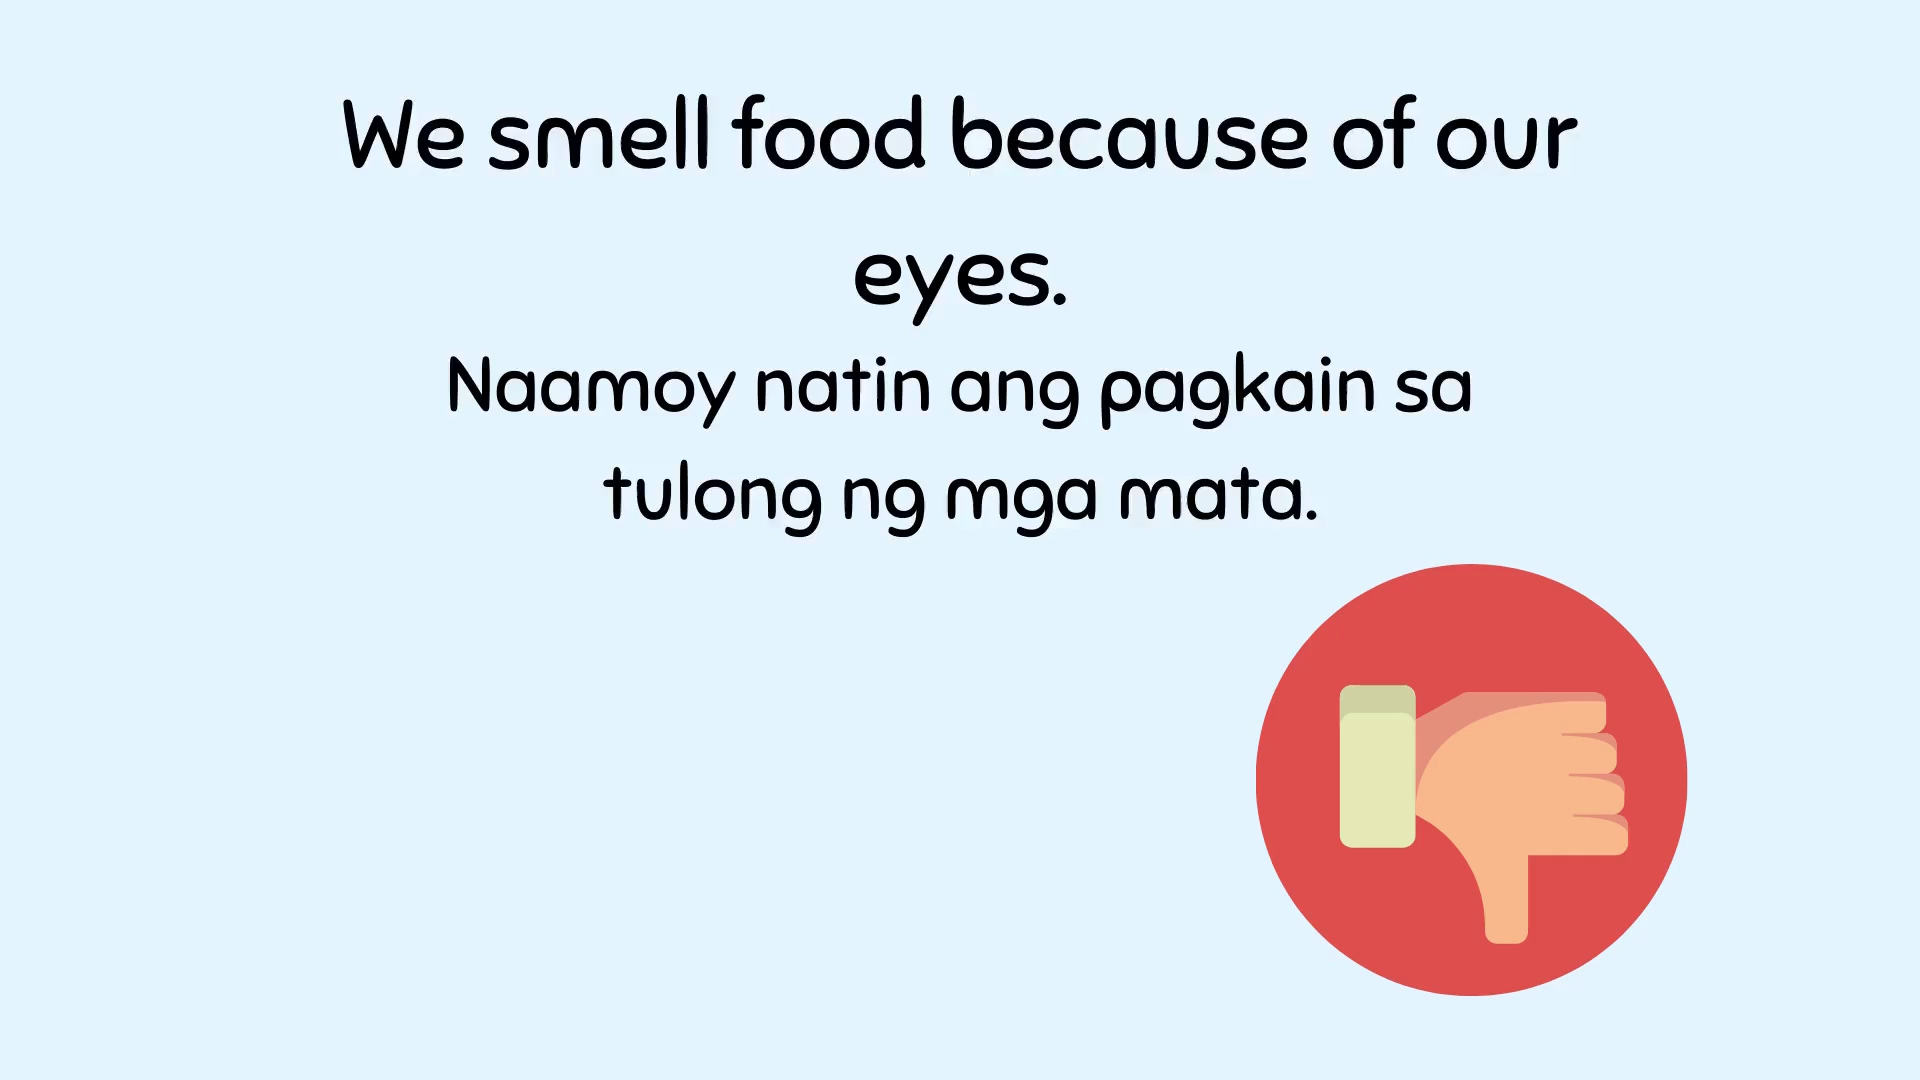 We smell food because of our
eyes.
Naamoy natin ang pagkain sa
tulong ng mga mata.